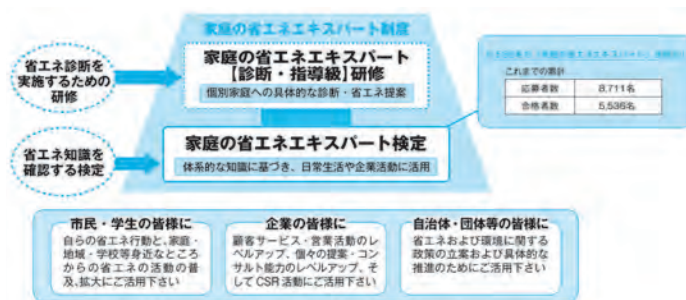 家庭の省エネエキスパート制度
省エネ診断を
実施するための
研修
家庭の省エネエキスパート
【診断・指導級】研修
個別家庭への具体的な診断・省エネ提案
これまでの累計
応募者数 8,711名
合格者数 5,536名
省エネ知識を
確認する検定
家庭の省エネエキスパート検定
体系的な知識に基づき、日常生活や企業活動に活用
市民・学生の皆様に
自らの省エネ行動と、家庭・
地域・学校等身近なところ
からの省エネの活動の普
及、拡大にご活用下さい
企業の皆様に
顧客サービス・営業活動のレ
ベルアップ、個々の提案・コン
サルト能力のレベルアップ、そ
してCSR活動にご活用下さい
自治体・団体等の皆様に
省エネおよび環境に関する
政策の立案および具体的な
推進のためにご活用下さい